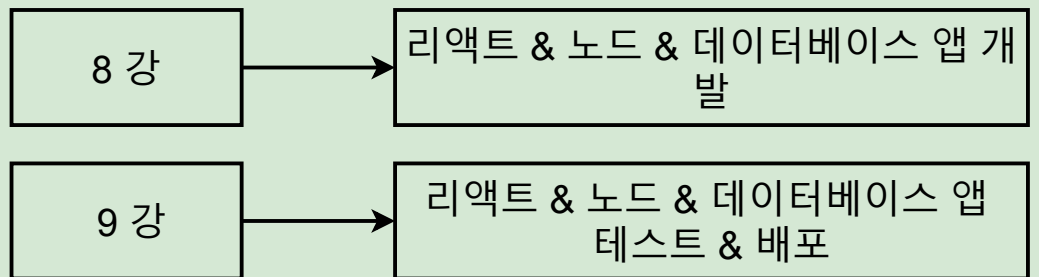 8 강
리액트 & 노드 & 데이터베이스 앱 개
발
9 강
리액트 & 노드 & 데이터베이스 앱
테스트 & 배포